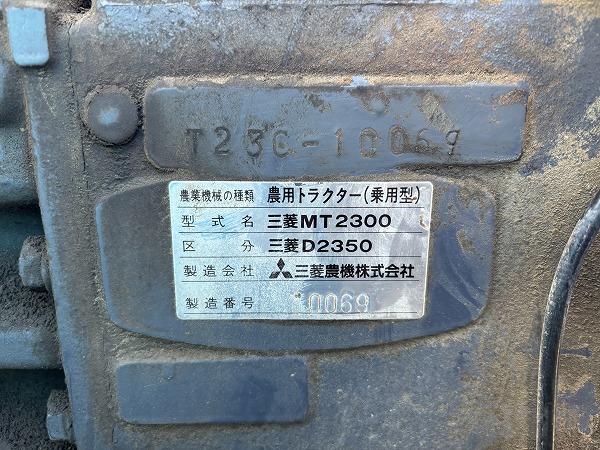 T23C-10069
農業機械の種類 農用トラクター(乗用型)
型式名 三菱MT2300
区分 三菱D2350
製造会社 三菱農機株式会社
製造番号 10069